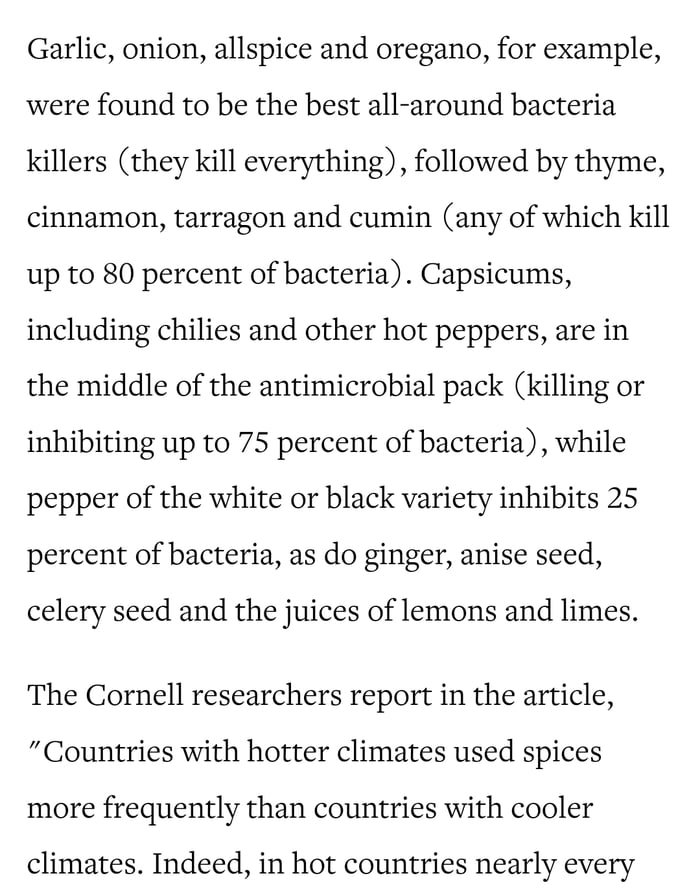 Garlic, onion, allspice and oregano, for example,
were found to be the best all-around bacteria
killers (they kill everything), followed by thyme,
cinnamon, tarragon and cumin (any of which kill
up to 80 percent of bacteria). Capsicums,
including chilies and other hot peppers, are in
the middle of the antimicrobial pack (killing or
inhibiting up to 75 percent of bacteria), while
pepper of the white or black variety inhibits 25
percent of bacteria, as do ginger, anise seed,
celery seed and the juices of lemons and limes.
The Cornell researchers report in the article,
"Countries with hotter climates used spices
more frequently than countries with cooler
climates. Indeed, in hot countries nearly every